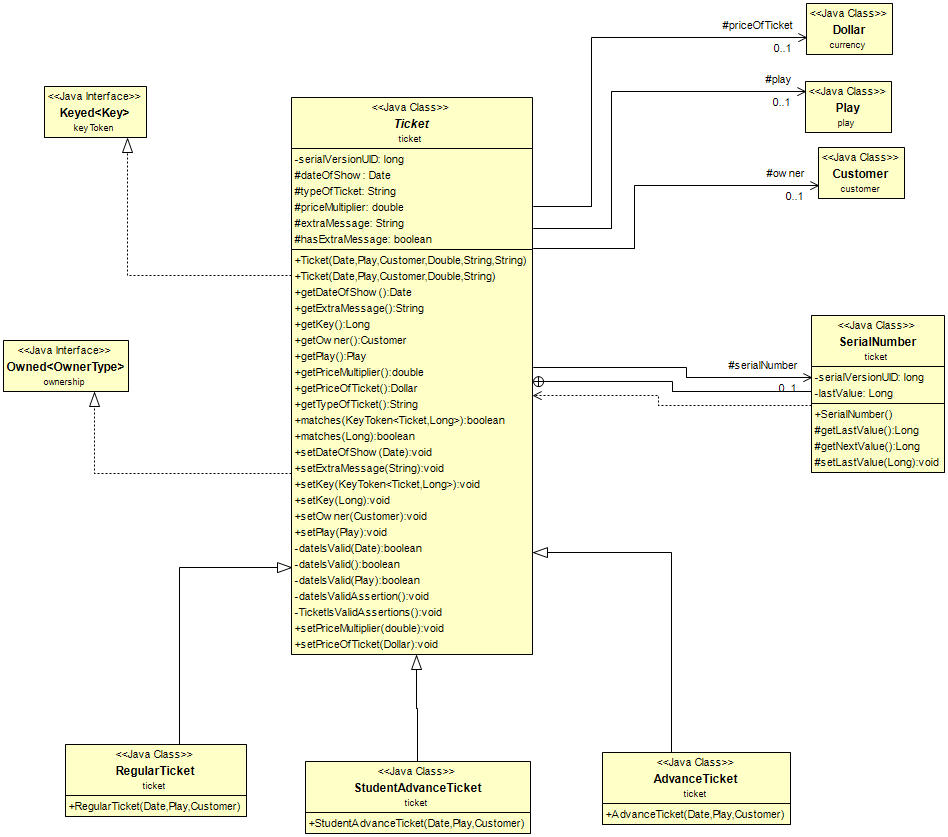 <<Java Class>>
Dollar
currency
#priceOfTicket
0..1
<<Java Class>>
Play
play
#play
0..1
<<Java Class>>
Customer
customer
#owner
0..1
<<Java Interface>>
Keyed<Key>
keyToken
<<Java Class>>
Ticket
ticket
-serialVersionUID: long
#dateOfShow: Date
#typeOfTicket: String
#priceMultiplier: double
#extraMessage: String
#hasExtraMessage: boolean
+Ticket(Date,Play,Customer,Double,String,String)
+Ticket(Date,Play,Customer,Double,String)
+getDateOfShow():Date
+getExtraMessage():String
+getKey():Long
+getOwner():Customer
+getPlay():Play
+getPriceMultiplier():double
+getPriceOfTicket():Dollar
+getTypeOfTicket():String
+matches(KeyToken<Ticket,Long>):boolean
+matches(Long):boolean
+setDateOfShow(Date):void
+setExtraMessage(String):void
+setKey(KeyToken<Ticket,Long>):void
+setKey(Long):void
+setOwner(Customer):void
+setPlay(Play):void
-dateIsValid(Date):boolean
-dateIsValid():boolean
-dateIsValid(Play):boolean
-dateIsValidAssertion():void
-TicketIsValidAssertions():void
+setPriceMultiplier(double):void
+setPriceOfTicket(Dollar):void
<<Java Interface>>
Owned<OwnerType>
ownership
#serialNumber
0..1
<<Java Class>>
SerialNumber
ticket
-serialVersionUID: long
-lastValue: Long
+SerialNumber()
#getLastValue():Long
#getNextValue():Long
#setLastValue(Long):void
<<Java Class>>
RegularTicket
ticket
+RegularTicket(Date,Play,Customer)
<<Java Class>>
StudentAdvanceTicket
ticket
+StudentAdvanceTicket(Date,Play,Customer)
<<Java Class>>
AdvanceTicket
ticket
+AdvanceTicket(Date,Play,Customer)